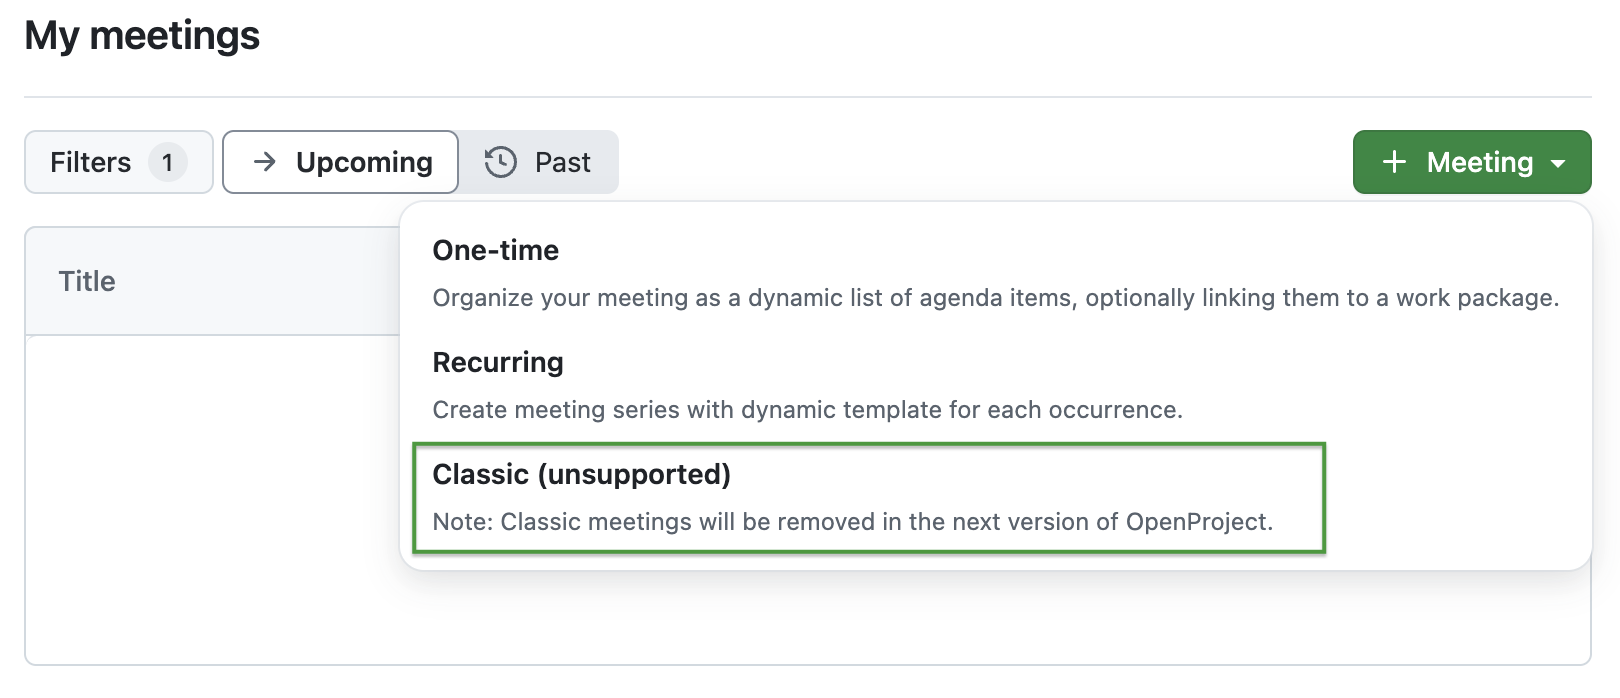 My meetings
Filters 1
Upcoming
Past
Meeting
Title
One-time
Organize your meeting as a dynamic list of agenda items, optionally linking them to a work package.
Recurring
Create meeting series with dynamic template for each occurrence.
Classic (unsupported)
Note: Classic meetings will be removed in the next version of OpenProject.